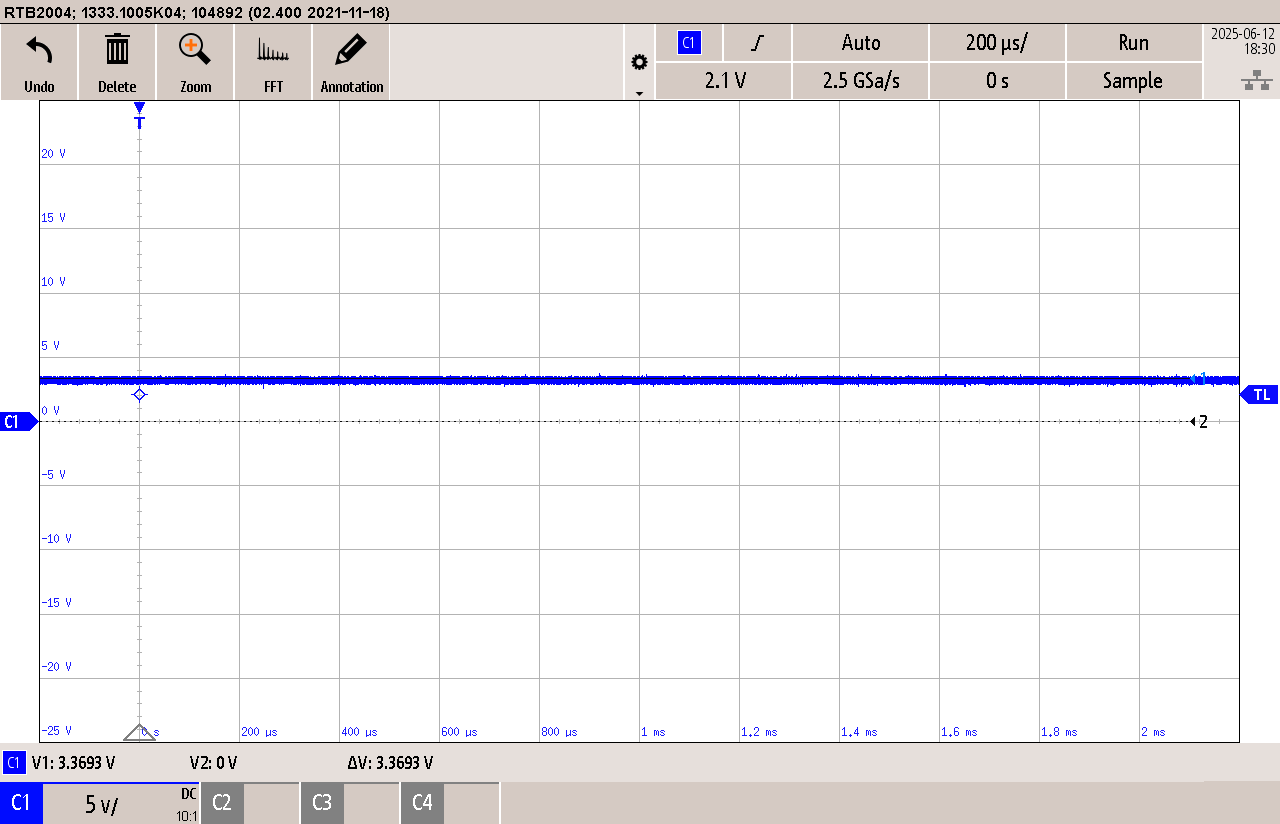 RTB2004; 1333.1005K04; 104892 (02.400 2021-11-18)
Undo
Delete
Zoom
FFT
Annotation
C1
Auto
200 µs/
Run
2.1 V
2.5 GSa/s
0 s
Sample
2025-06-12
18:30
T
20 V
15 V
10 V
5 V
1
TL
0 V
C1
2
-5 V
-10 V
-15 V
-20 V
-25 V
0 s
200 µs
400 µs
600 µs
800 µs
1 ms
1.2 ms
1.4 ms
1.6 ms
1.8 ms
2 ms
C1 V1: 3.3693 V V2: 0 V ΔV: 3.3693 V
C1 5 V/ DC 10:1 C2 C3 C4